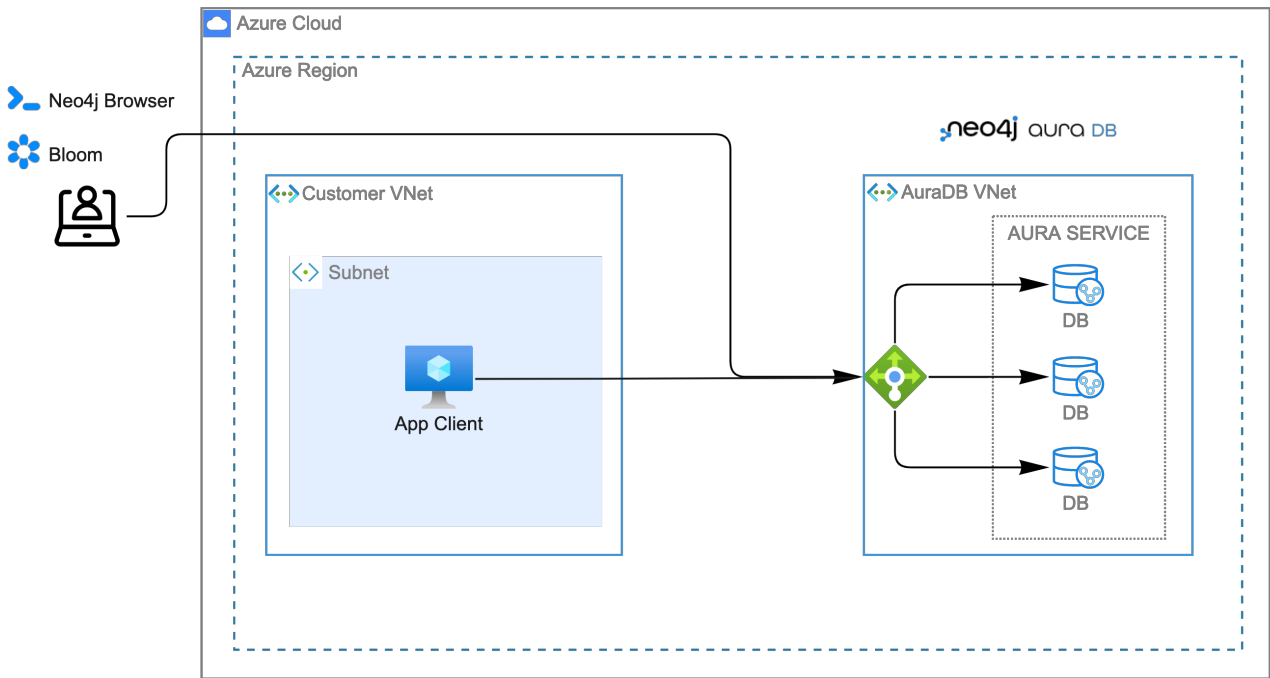 Azure Cloud
Azure Region
Neo4j Browser
Bloom
neo4j aura DB
Customer VNet
Subnet
App Client
AuraDB VNet
AURA SERVICE
DB
DB
DB